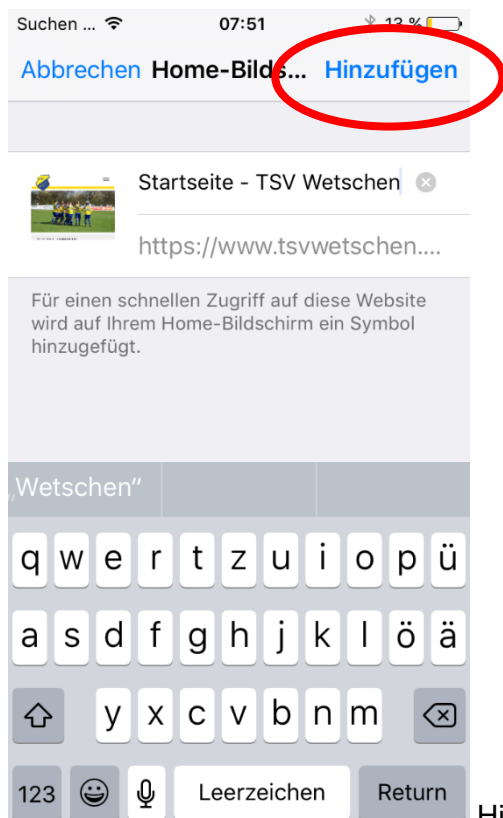 Suchen ... 07:51 13 %
Abbrechen Home-Bilds... Hinzufügen
Startseite - TSV Wetschen
https://www.tsvwetschen....
Für einen schnellen Zugriff auf diese Website
wird auf Ihrem Home-Bildschirm ein Symbol
hinzugefügt.
„Wetschen“
q w e r t z u i o p ü
a s d f g h j k l ö ä
y x c v b n m
123 Leerzeichen Return
Hi